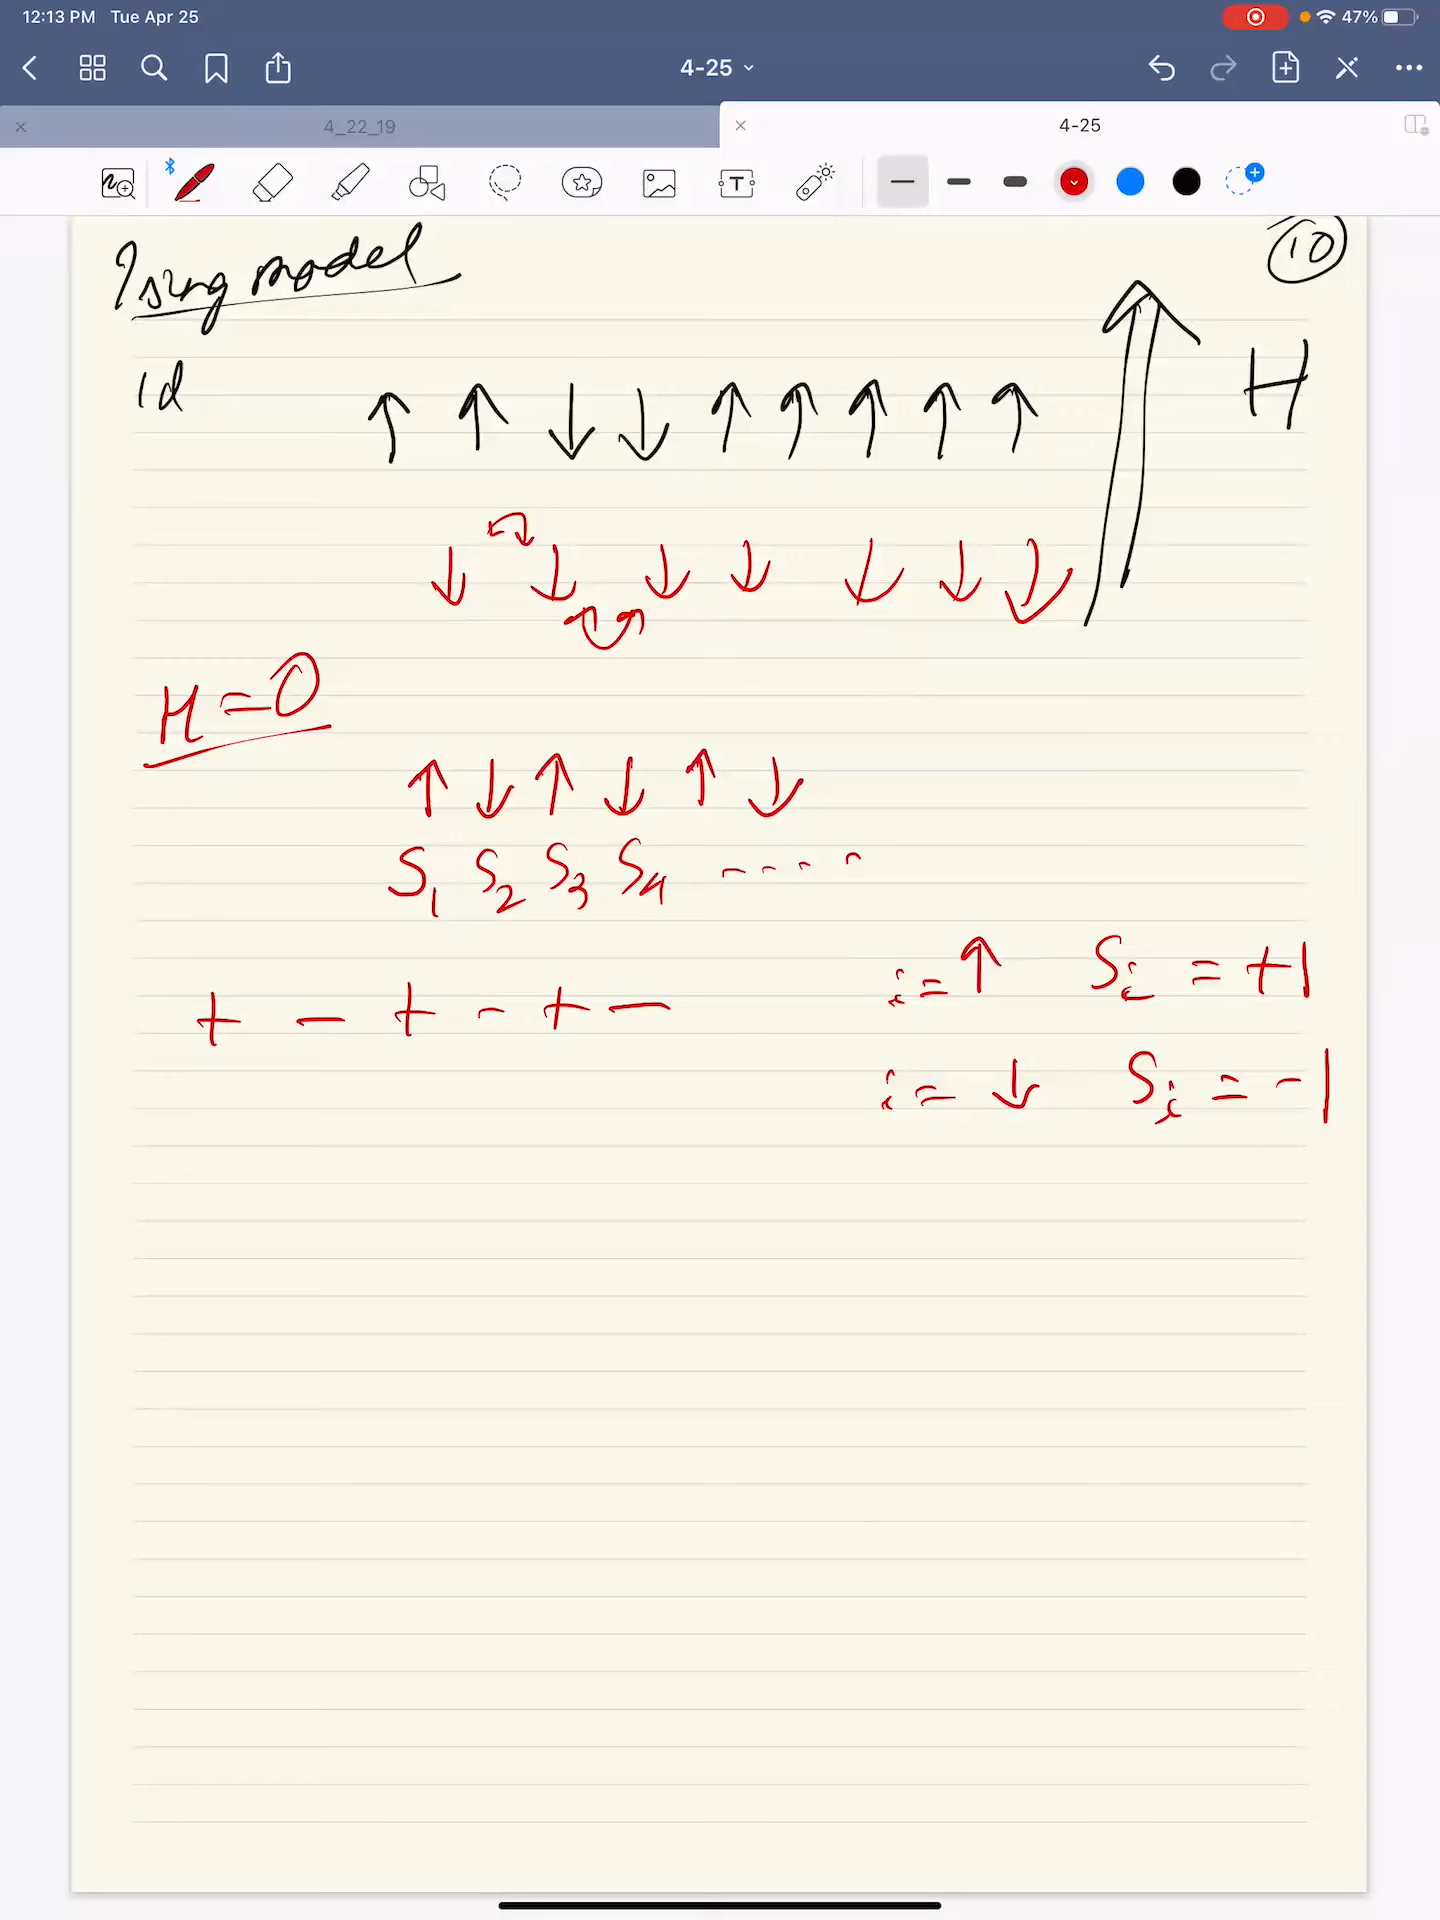 12:13 PM Tue Apr 25
47%
4-25
4_22_19
4-25
T
Ising model
10
1d
↑ ↑ ↓ ↓ ↑ ↑ ↑ ↑ ↑
H
↓ ↓ ↓ ↓ ↓ ↓ ↓
H = 0
↑ ↓ ↑ ↓ ↑ ↓
S₁ S₂ S₃ S₄ - - - -
i = ↑ Sᵢ = +1
+ - + - + -
i = ↓ Sᵢ = -1